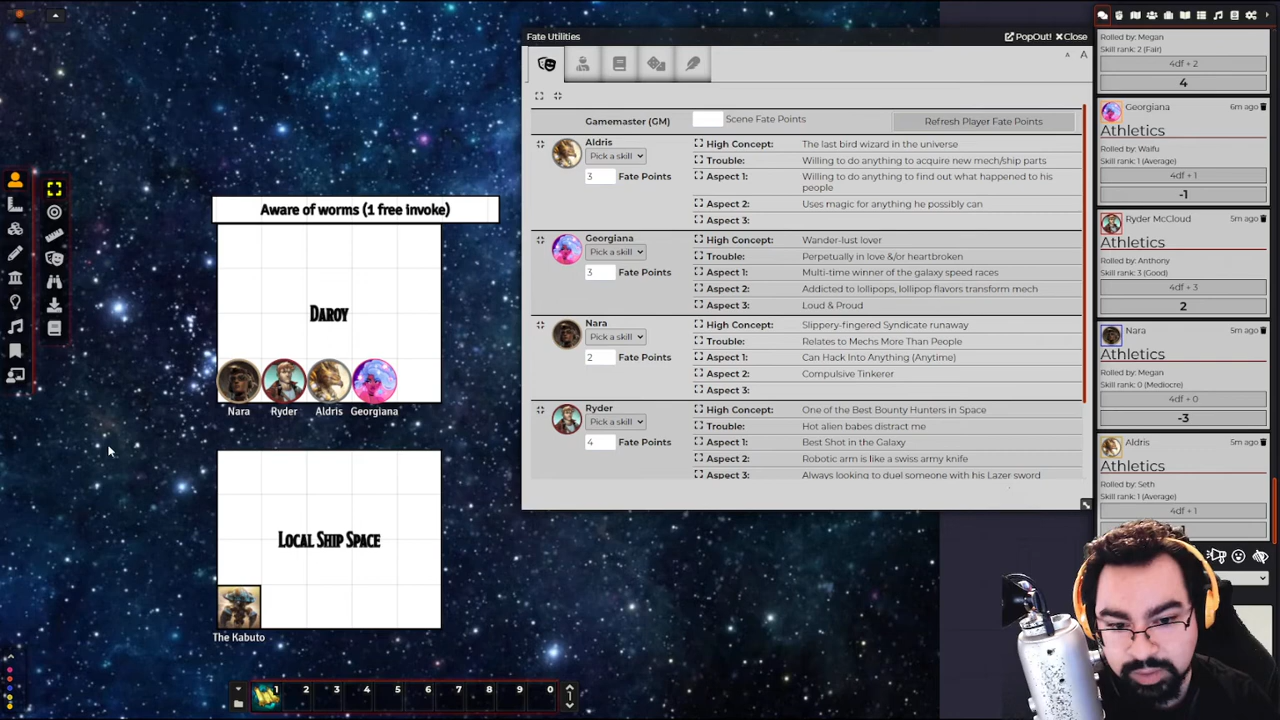 Fate Utilities
PopOut! Close
A A
Gamemaster (GM) Scene Fate Points Refresh Player Fate Points
Aldris
Pick a skill
3 Fate Points
High Concept: The last bird wizard in the universe
Trouble: Willing to do anything to acquire new mech/ship parts
Aspect 1: Willing to do anything to find out what happened to his
people
Aspect 2: Uses magic for anything he possibly can
Aspect 3:
Georgiana
Pick a skill
3 Fate Points
High Concept: Wander-lust lover
Trouble: Perpetually in love &/or heartbroken
Aspect 1: Multi-time winner of the galaxy speed races
Aspect 2: Addicted to lollipops, lollipop flavors transform mech
Aspect 3: Loud & Proud
Nara
Pick a skill
2 Fate Points
High Concept: Slippery-fingered Syndicate runaway
Trouble: Relates to Mechs More Than People
Aspect 1: Can Hack Into Anything (Anytime)
Aspect 2: Compulsive Tinkerer
Aspect 3:
Ryder
Pick a skill
4 Fate Points
High Concept: One of the Best Bounty Hunters in Space
Trouble: Hot alien babes distract me
Aspect 1: Best Shot in the Galaxy
Aspect 2: Robotic arm is like a swiss army knife
Aspect 3: Always looking to duel someone with his Lazer sword
Aware of worms (1 free invoke)
Daroy
Nara Ryder Aldris Georgiana
Local Ship Space
The Kabuto
1 2 3 4 5 6 7 8 9 0
1
Rolled by: Megan
Skill rank: 2 (Fair)
4df + 2
4
Georgiana 6m ago
Athletics
Rolled by: Waifu
Skill rank: 1 (Average)
4df + 1
-1
Ryder McCloud 5m ago
Athletics
Rolled by: Anthony
Skill rank: 3 (Good)
4df + 3
2
Nara 5m ago
Athletics
Rolled by: Megan
Skill rank: 0 (Mediocre)
4df + 0
-3
Aldris 5m ago
Athletics
Rolled by: Seth
Skill rank: 1 (Average)
4df + 1